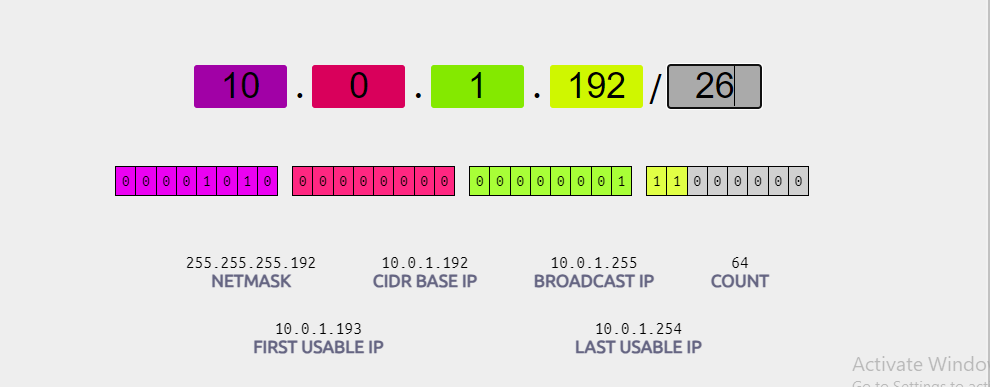 10 . 0 . 1 . 192 / 26
0 0 0 0 1 0 1 0 0 0 0 0 0 0 0 0 0 0 0 0 0 0 0 1 1 1 0 0 0 0 0 0
255.255.255.192 10.0.1.192 10.0.1.255 64
NETMASK CIDR BASE IP BROADCAST IP COUNT
10.0.1.193 10.0.1.254
FIRST USABLE IP LAST USABLE IP
Activate Windo
Go to Settings to act